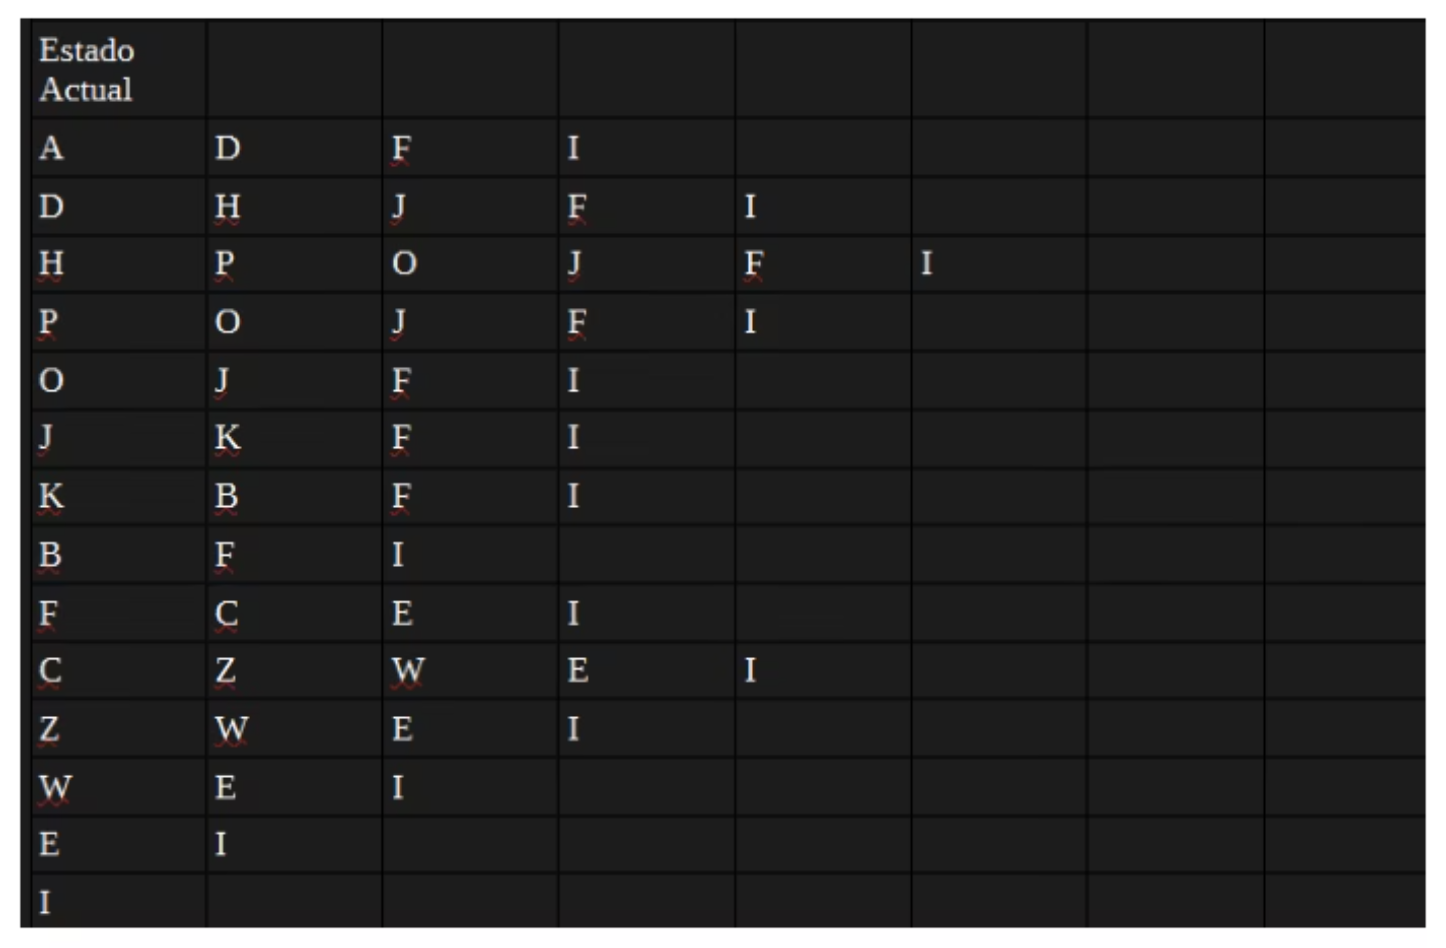 Estado
Actual
A D F I
D H J F I
H P O J F I
P O J F I
O J F I
J K F I
K B F I
B F I
F C E I
C Z W E I
Z W E I
W E I
E I
I